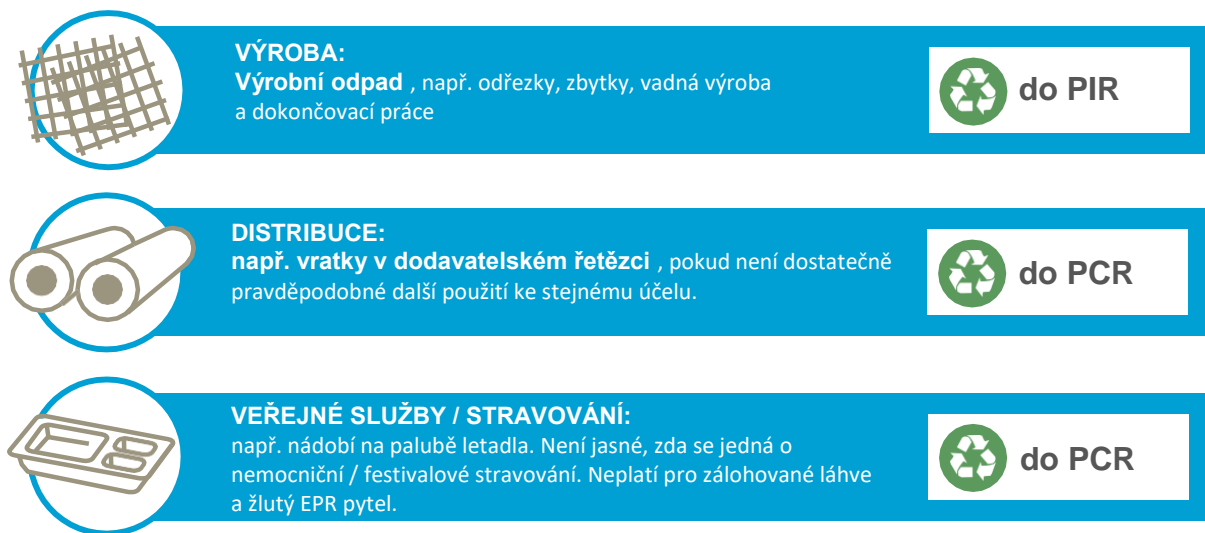 VÝROBA:
Výrobní odpad , např. odřezky, zbytky, vadná výroba
a dokončovací práce
do PIR
DISTRIBUCE:
např. vratky v dodavatelském řetězci , pokud není dostatečně
pravděpodobné další použití ke stejnému účelu.
do PCR
VEŘEJNÉ SLUŽBY / STRAVOVÁNÍ:
např. nádobí na palubě letadla. Není jasné, zda se jedná o
nemocniční / festivalové stravování. Neplatí pro zálohované láhve
a žlutý EPR pytel.
do PCR